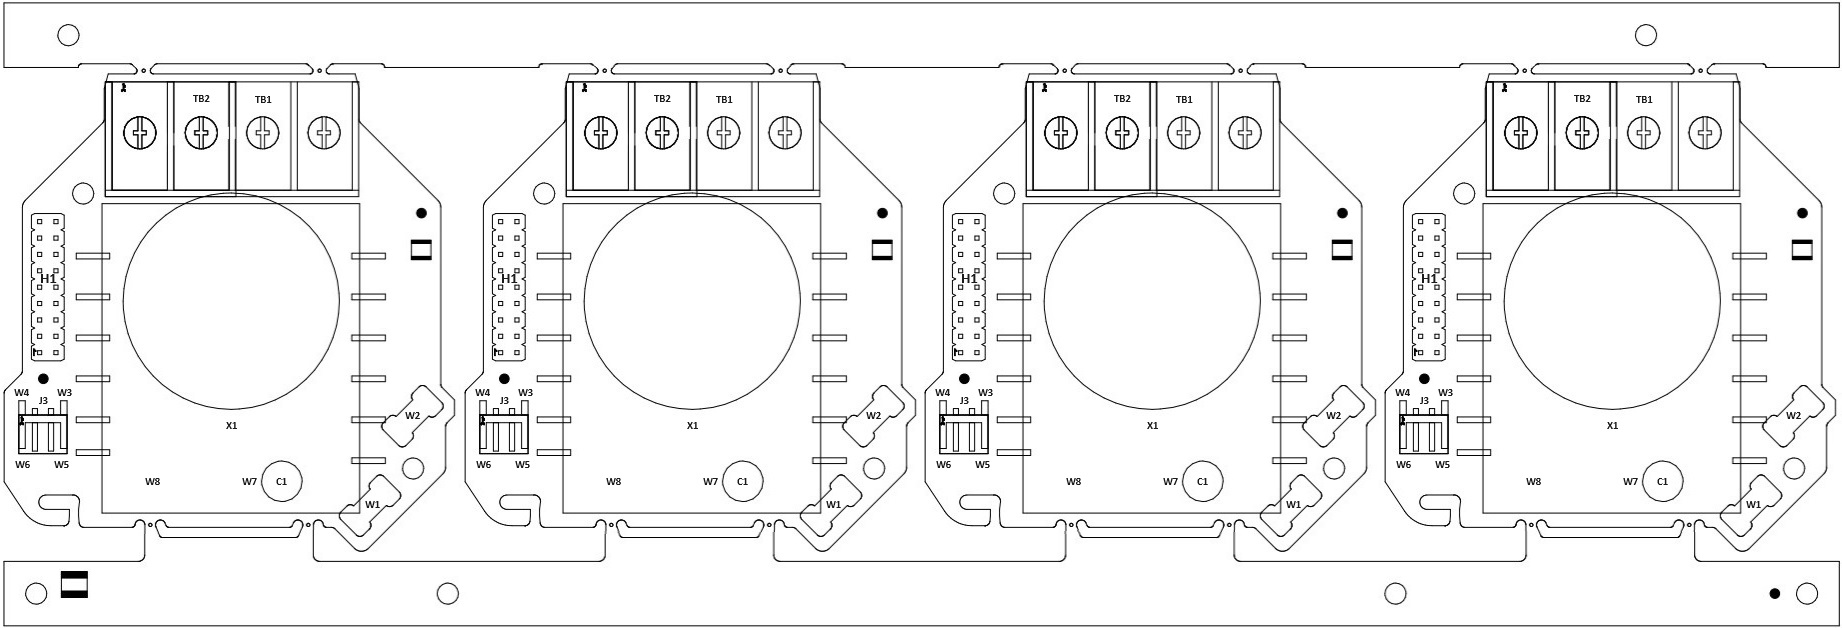 TB2 TB1 TB2 TB1 TB2 TB1 TB2 TB1
H1 H1 H1 H1
W4 J3 W3 W4 J3 W3 W4 J3 W3 W4 J3 W3
W2 W2 W2 W2
X1 X1 X1 X1
W6 W5 W6 W5 W6 W5 W6 W5
W8 W7 C1 W8 W7 C1 W8 W7 C1 W8 W7 C1
W1 W1 W1 W1